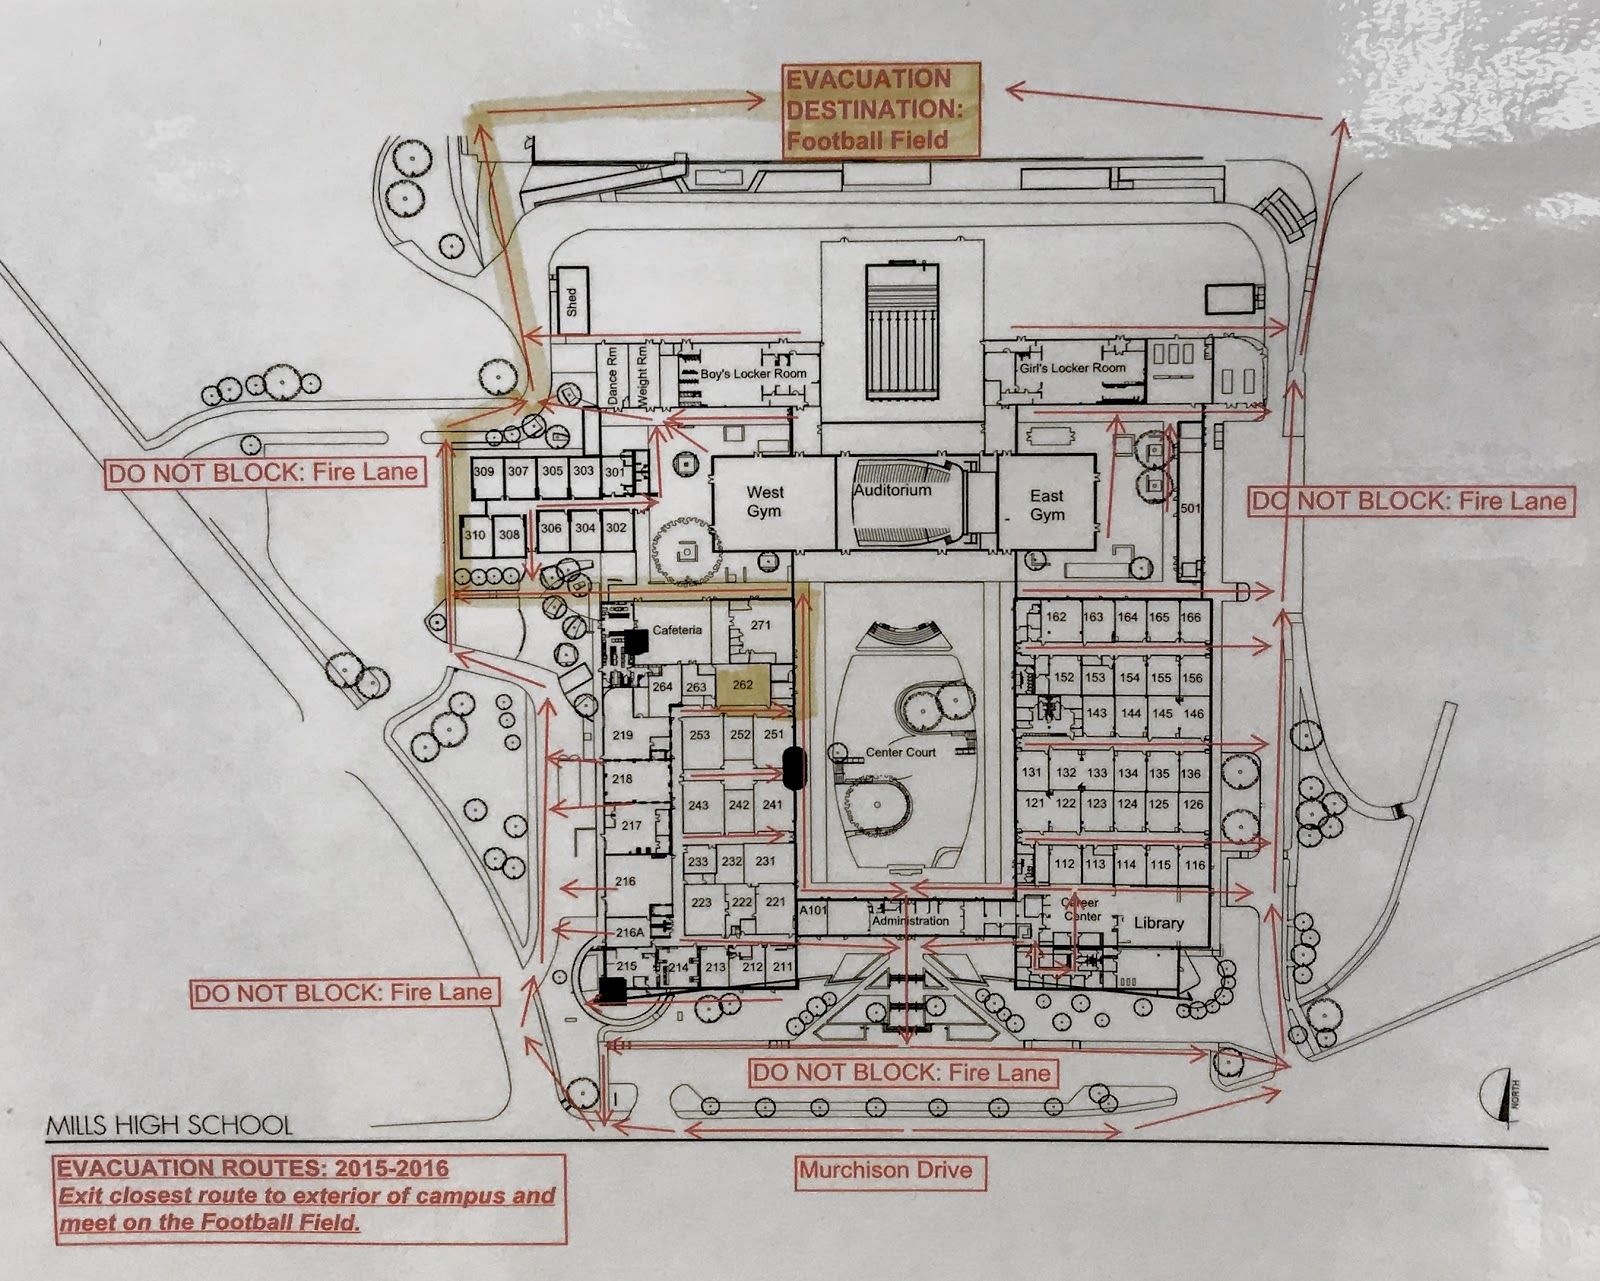 EVACUATION
DESTINATION:
Football Field
Shed
Dance Rm
Weight Rm
Boy's Locker Room
Girl's Locker Room
DO NOT BLOCK: Fire Lane
309 307 305 303 301
310 308 306 304 302
West
Gym
Auditorium
East
Gym
501
DO NOT BLOCK: Fire Lane
Cafeteria
271
264 263 262
219
253 252 251
218
243 242 241
217
233 232 231
216
223 222 221
216A
215 214 213 212 211
Center Court
162 163 164 165 166
152 153 154 155 156
143 144 145 146
131 132 133 134 135 136
121 122 123 124 125 126
112 113 114 115 116
A101
Administration
Career
Center
Library
DO NOT BLOCK: Fire Lane
DO NOT BLOCK: Fire Lane
NORTH
MILLS HIGH SCHOOL
EVACUATION ROUTES: 2015-2016
Exit closest route to exterior of campus and
meet on the Football Field.
Murchison Drive